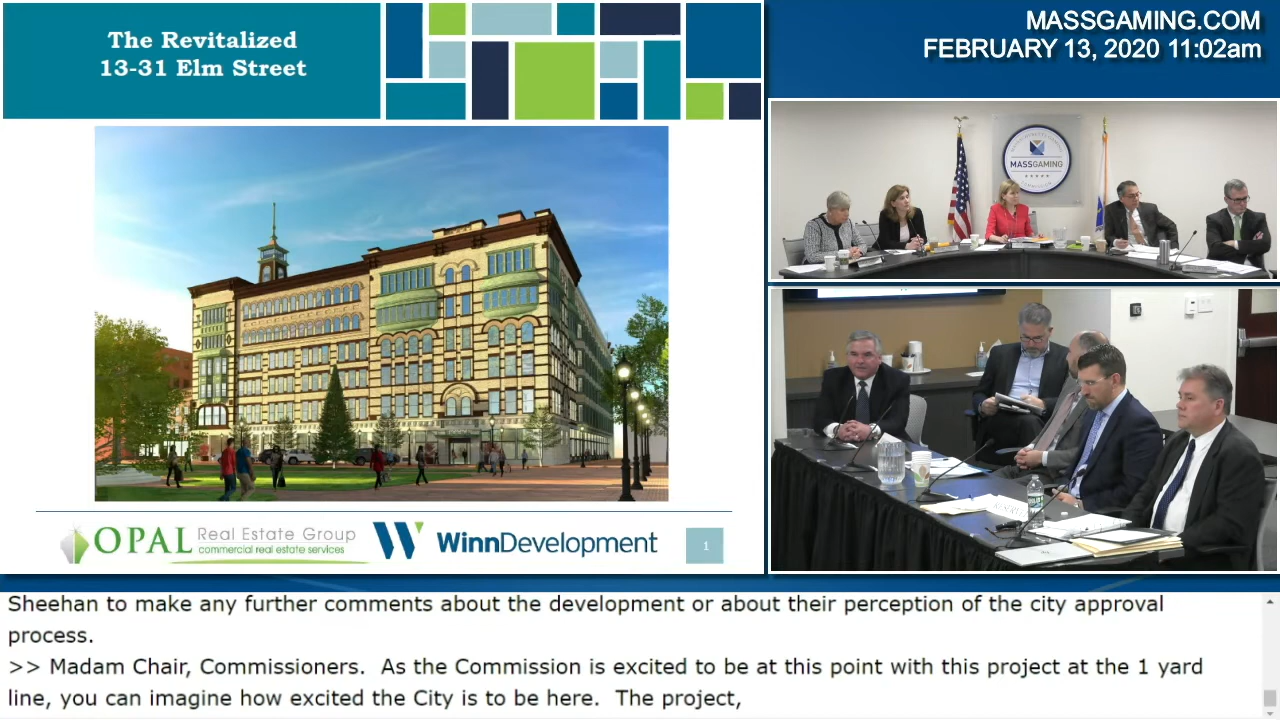 The Revitalized
13-31 Elm Street
MASSGAMING.COM
FEBRUARY 13, 2020 11:02am
MASSGAMING
OPAL Real Estate Group
commercial real estate services
WinnDevelopment
1
Sheehan to make any further comments about the development or about their perception of the city approval
process.
>> Madam Chair, Commissioners.  As the Commission is excited to be at this point with this project at the 1 yard
line, you can imagine how excited the City is to be here.  The project,